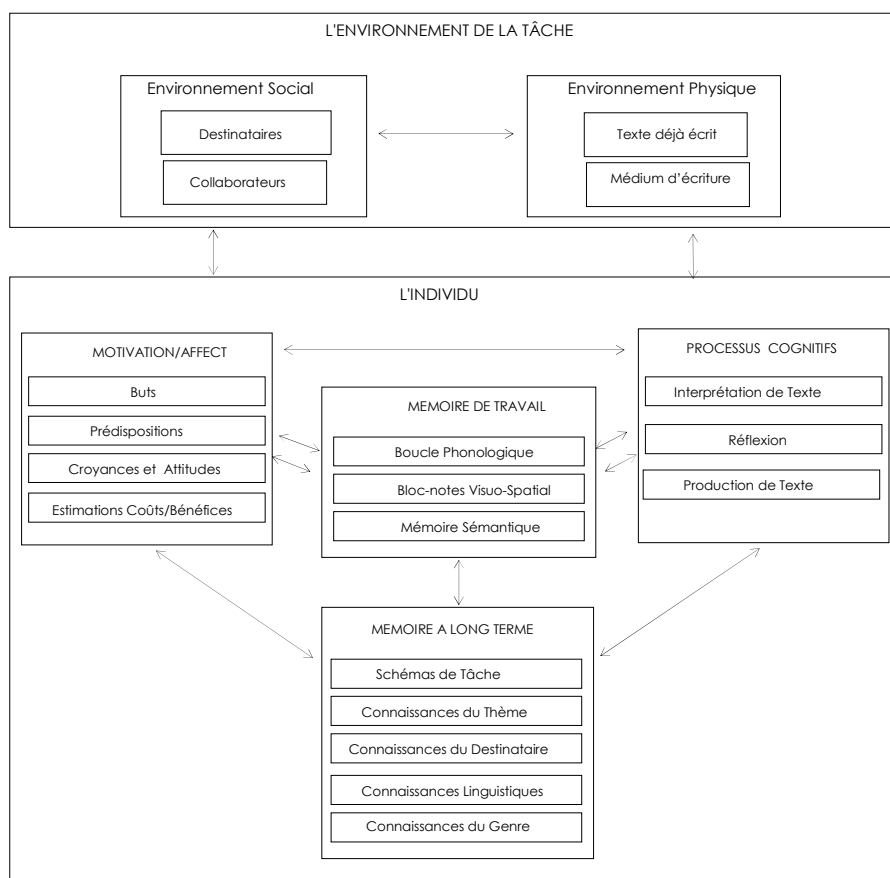 L'ENVIRONNEMENT DE LA TÂCHE
Environnement Social
Destinataires
Collaborateurs
Environnement Physique
Texte déjà écrit
Médium d'écriture
L'INDIVIDU
MOTIVATION/AFFECT
Buts
Prédispositions
Croyances et Attitudes
Estimations Coûts/Bénéfices
MEMOIRE DE TRAVAIL
Boucle Phonologique
Bloc-notes Visuo-Spatial
Mémoire Sémantique
PROCESSUS COGNITIFS
Interprétation de Texte
Réflexion
Production de Texte
MEMOIRE A LONG TERME
Schémas de Tâche
Connaissances du Thème
Connaissances du Destinataire
Connaissances Linguistiques
Connaissances du Genre